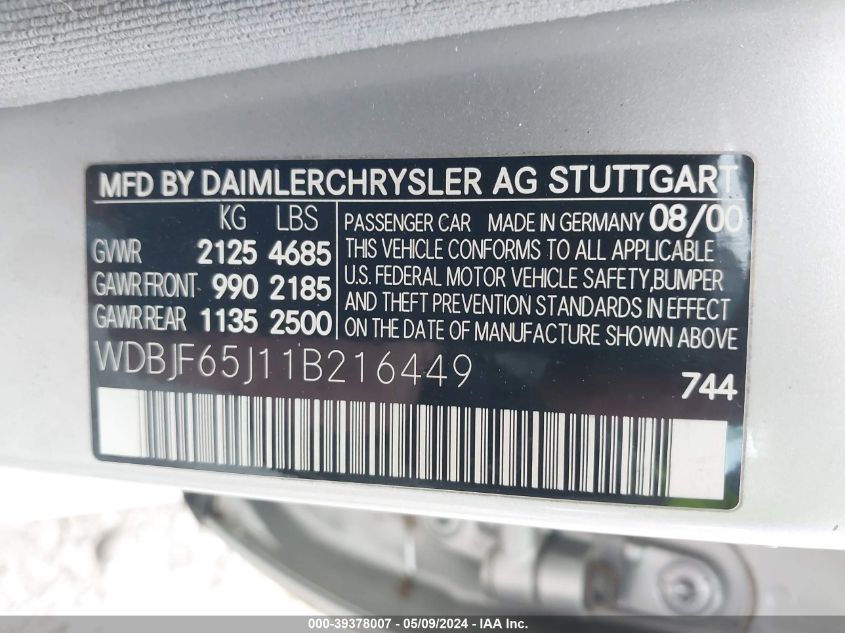 MFD BY DAIMLERCHRYSLER AG STUTTGART
KG LBS
GVWR 2125 4685
GAWR FRONT 990 2185
GAWR REAR 1135 2500
PASSENGER CAR MADE IN GERMANY 08/00
THIS VEHICLE CONFORMS TO ALL APPLICABLE
U.S. FEDERAL MOTOR VEHICLE SAFETY,BUMPER
AND THEFT PREVENTION STANDARDS IN EFFECT
ON THE DATE OF MANUFACTURE SHOWN ABOVE
WDBJF65J11B216449
744
000-39378007 - 05/09/2024 - IAA Inc.